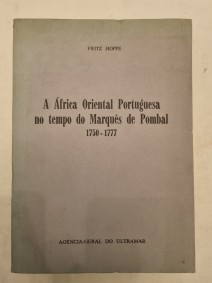 FRITZ HOPPE
A África Oriental Portuguesa
no tempo do Marquês de Pombal
1750-1777
AGÊNCIA-GERAL DO ULTRAMAR